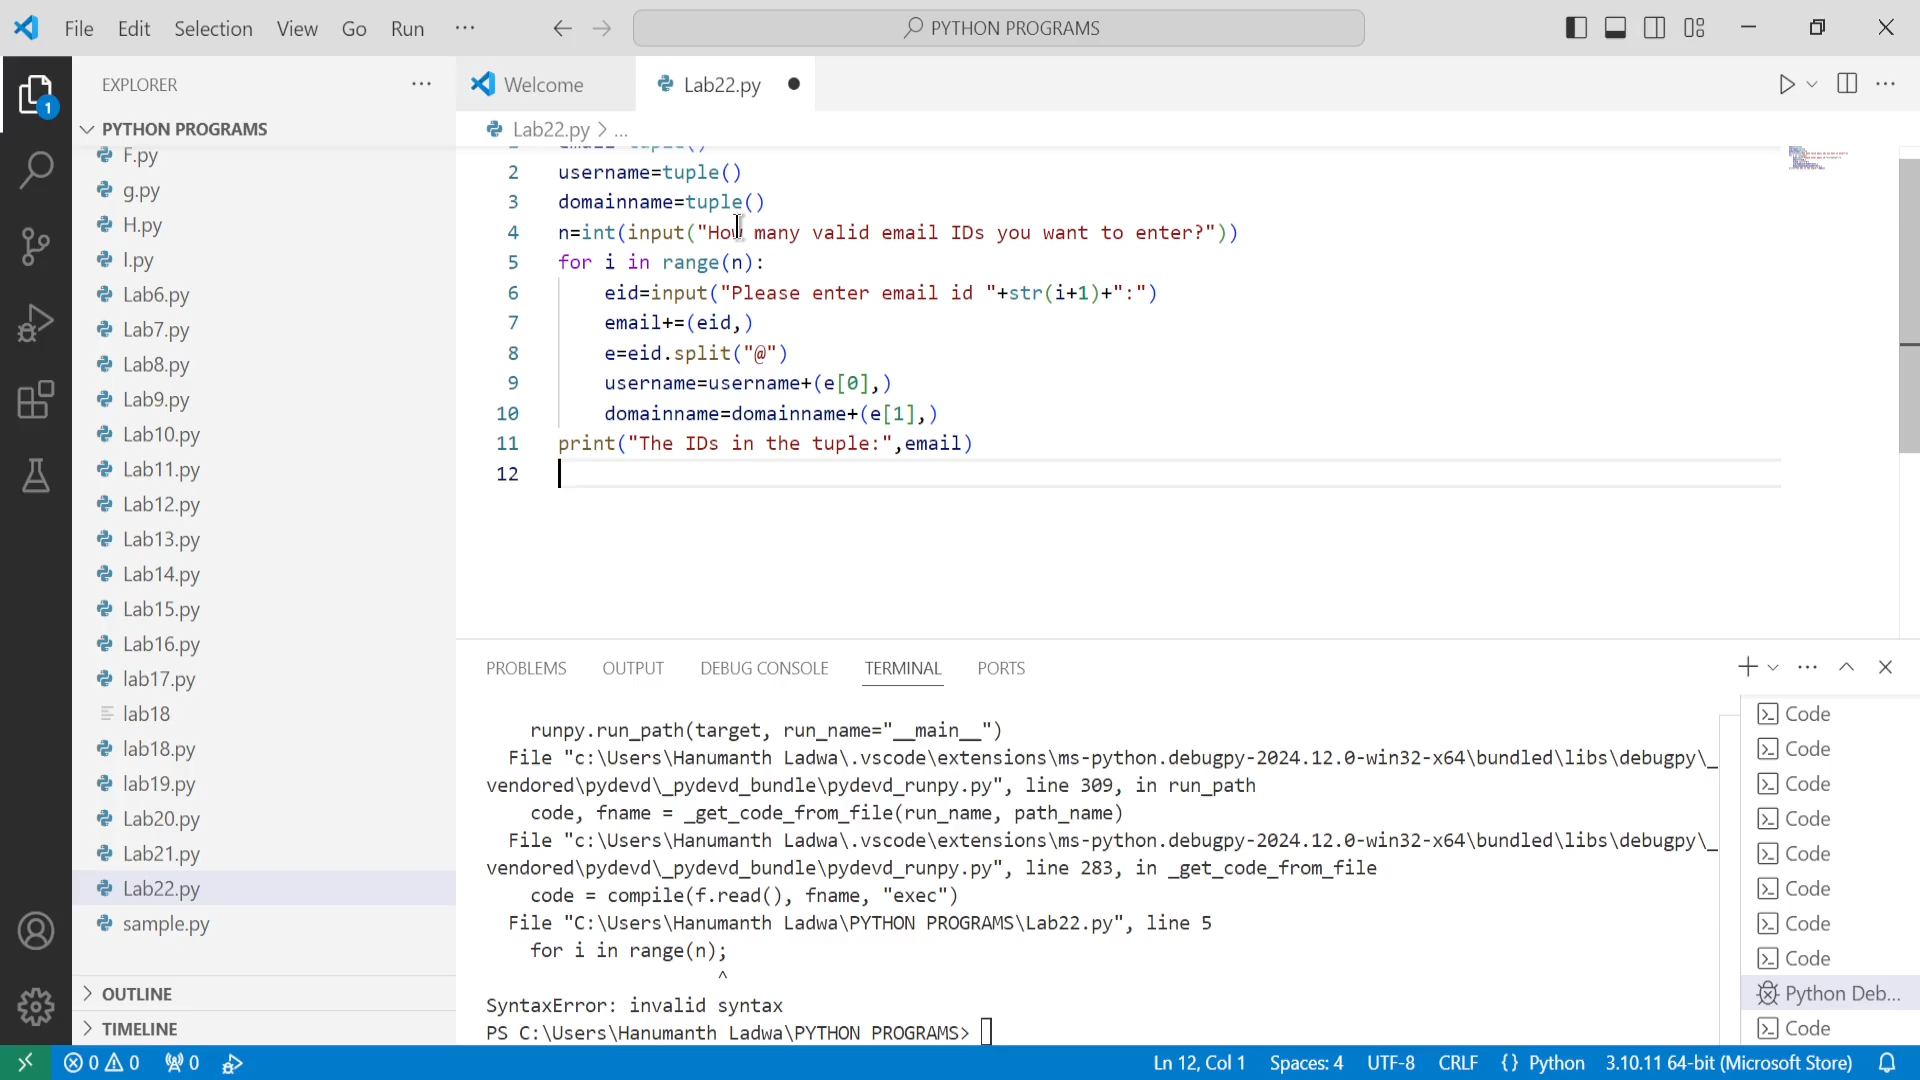 File Edit Selection View Go Run ··· PYTHON PROGRAMS
EXPLORER ···
PYTHON PROGRAMS
F.py
g.py
H.py
I.py
Lab6.py
Lab7.py
Lab8.py
Lab9.py
Lab10.py
Lab11.py
Lab12.py
Lab13.py
Lab14.py
Lab15.py
Lab16.py
lab17.py
lab18
lab18.py
lab19.py
Lab20.py
Lab21.py
Lab22.py
sample.py
OUTLINE
TIMELINE
1
Welcome Lab22.py
Lab22.py > ...
1 email=tuple()
2 username=tuple()
3 domainname=tuple()
4 n=int(input("How many valid email IDs you want to enter?"))
5 for i in range(n):
6 eid=input("Please enter email id "+str(i+1)+":")
7 email+=(eid,)
8 e=eid.split("@")
9 username=username+(e[0],)
10 domainname=domainname+(e[1],)
11 print("The IDs in the tuple:",email)
12
PROBLEMS OUTPUT DEBUG CONSOLE TERMINAL PORTS
runpy.run_path(target, run_name="__main__")
File "c:\Users\Hanumanth Ladwa\.vscode\extensions\ms-python.debugpy-2024.12.0-win32-x64\bundled\libs\debugpy\_
vendored\pydevd\_pydevd_bundle\pydevd_runpy.py", line 309, in run_path
code, fname = _get_code_from_file(run_name, path_name)
File "c:\Users\Hanumanth Ladwa\.vscode\extensions\ms-python.debugpy-2024.12.0-win32-x64\bundled\libs\debugpy\_
vendored\pydevd\_pydevd_bundle\pydevd_runpy.py", line 283, in _get_code_from_file
code = compile(f.read(), fname, "exec")
File "C:\Users\Hanumanth Ladwa\PYTHON PROGRAMS\Lab22.py", line 5
for i in range(n);
^
SyntaxError: invalid syntax
PS C:\Users\Hanumanth Ladwa\PYTHON PROGRAMS>
Code
Code
Code
Code
Code
Code
Code
Code
Python Deb...
Code
0 0 0 Ln 12, Col 1 Spaces: 4 UTF-8 CRLF {} Python 3.10.11 64-bit (Microsoft Store)